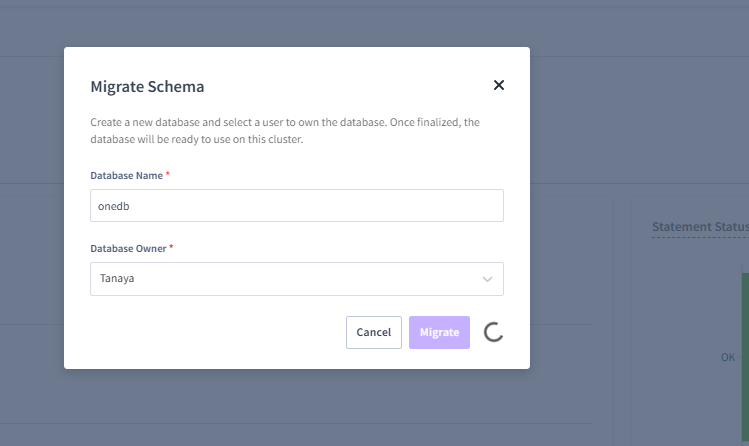 Migrate Schema
Create a new database and select a user to own the database. Once finalized, the
database will be ready to use on this cluster.
Database Name *
onedb
Database Owner *
Tanaya
Cancel Migrate
Statement Status
OK